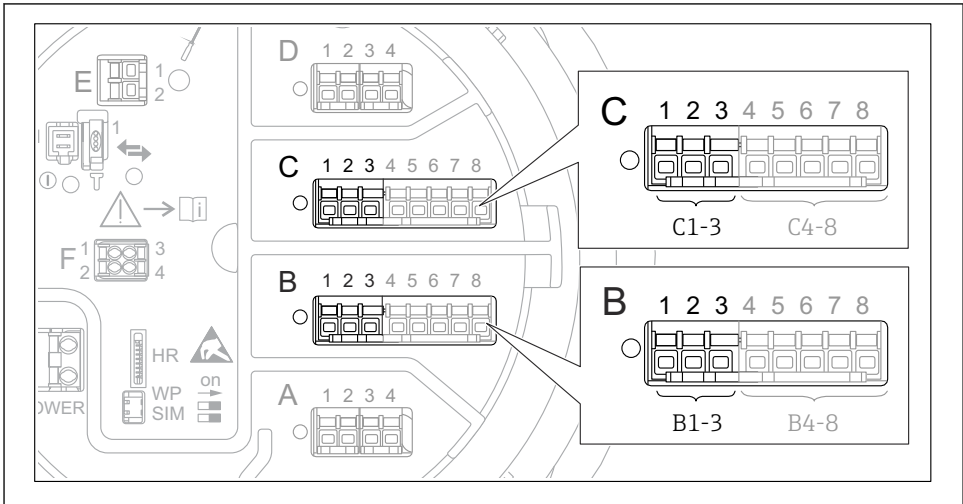 D 1 2 3 4
E 1
2
1
C 1 2 3 4 5 6 7 8
i
F 1 3
2 4
B 1 2 3 4 5 6 7 8
HR
WP on
SIM
OWER
A 1 2 3 4
C 1 2 3 4 5 6 7 8
C1-3 C4-8
B 1 2 3 4 5 6 7 8
B1-3 B4-8